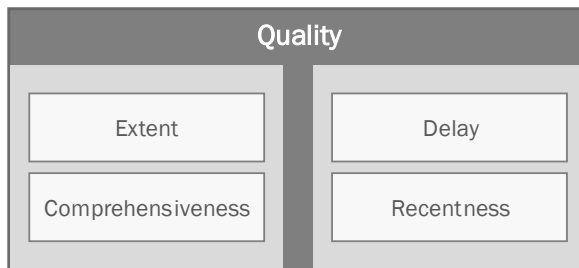 Quality
Extent
Delay
Comprehensiveness
Recentness